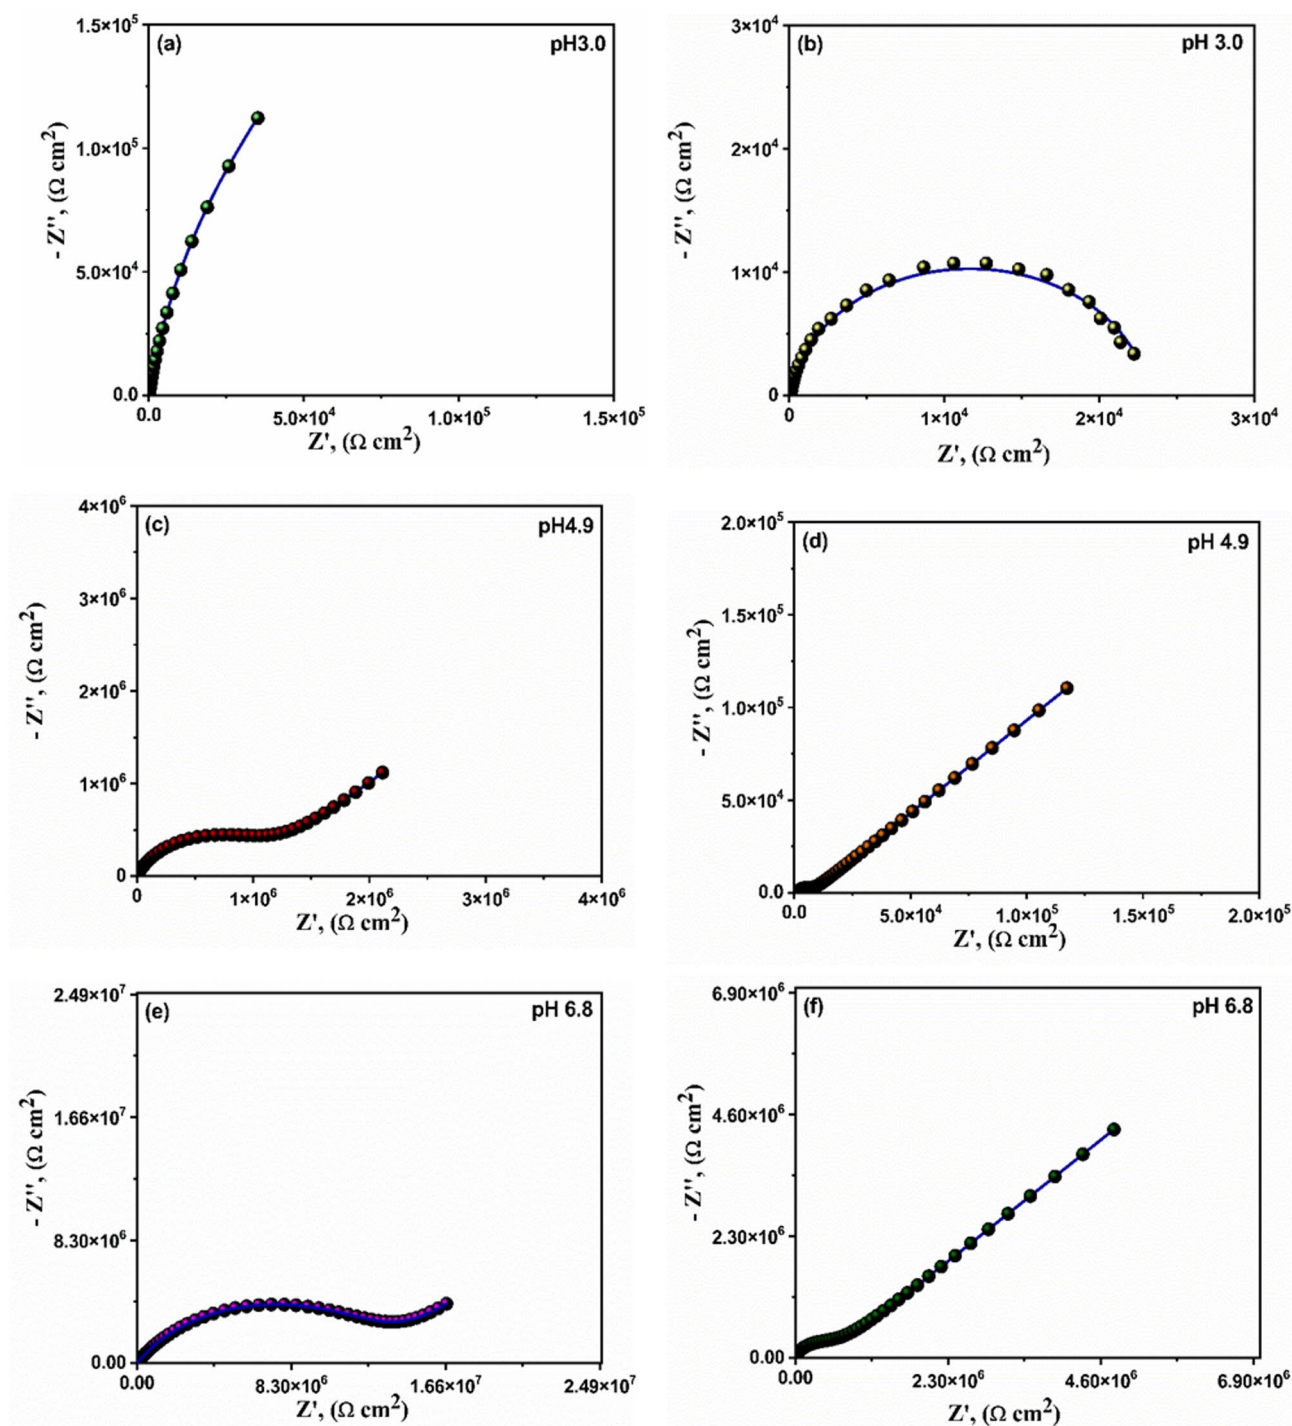 (a) pH3.0
1.5×10⁵
1.0×10⁵
5.0×10⁴
0.0
- Z'', (Ω cm²)
0.0 5.0×10⁴ 1.0×10⁵ 1.5×10⁵
Z', (Ω cm²)
(b) pH 3.0
3×10⁴
2×10⁴
1×10⁴
0
- Z'', (Ω cm²)
0 1×10⁴ 2×10⁴ 3×10⁴
Z', (Ω cm²)
(c) pH4.9
4×10⁶
3×10⁶
2×10⁶
1×10⁶
0
- Z'', (Ω cm²)
0 1×10⁶ 2×10⁶ 3×10⁶ 4×10⁶
Z', (Ω cm²)
(d) pH 4.9
2.0×10⁵
1.5×10⁵
1.0×10⁵
5.0×10⁴
0.0
- Z'', (Ω cm²)
0.0 5.0×10⁴ 1.0×10⁵ 1.5×10⁵ 2.0×10⁵
Z', (Ω cm²)
(e) pH 6.8
2.49×10⁷
1.66×10⁷
8.30×10⁶
0.00
- Z'', (Ω cm²)
0.00 8.30×10⁶ 1.66×10⁷ 2.49×10⁷
Z', (Ω cm²)
(f) pH 6.8
6.90×10⁶
4.60×10⁶
2.30×10⁶
0.00
- Z'', (Ω cm²)
0.00 2.30×10⁶ 4.60×10⁶ 6.90×10⁶
Z', (Ω cm²)